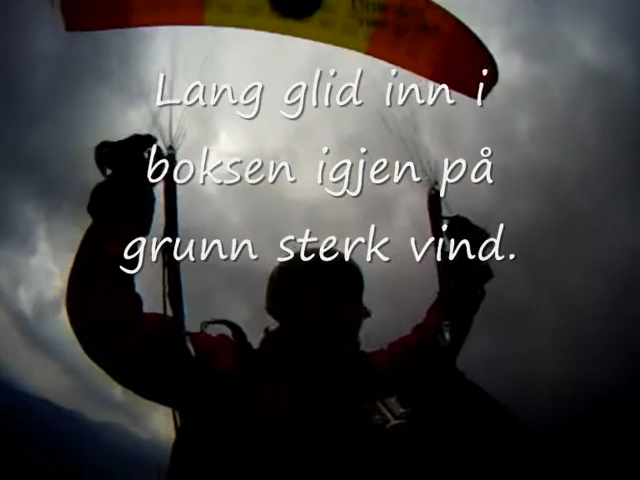 Lang glid inn i
boksen igjen på
grunn sterk vind.